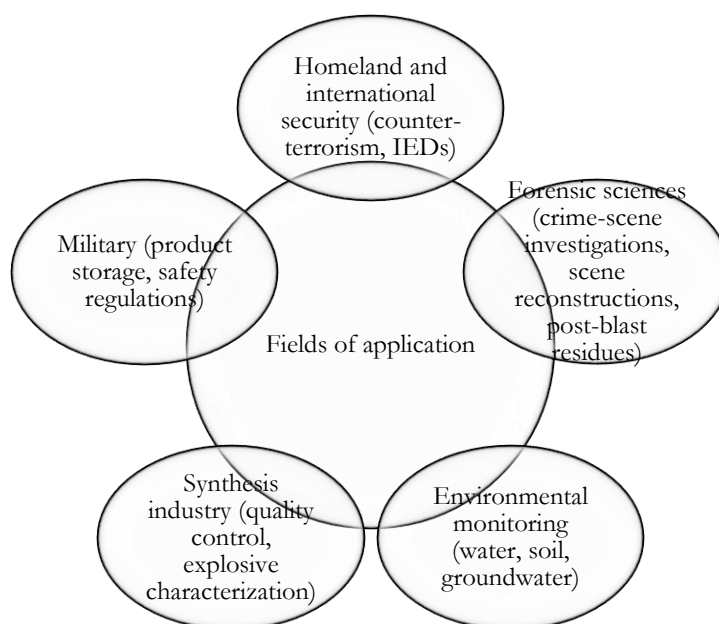 Homeland and
international
security (counter-
terrorism, IEDs)
Forensic sciences
(crime-scene
investigations,
scene
reconstructions,
post-blast
residues)
Military (product
storage, safety
regulations)
Fields of application
Synthesis
industry (quality
control,
explosive
characterization)
Environmental
monitoring
(water, soil,
groundwater)